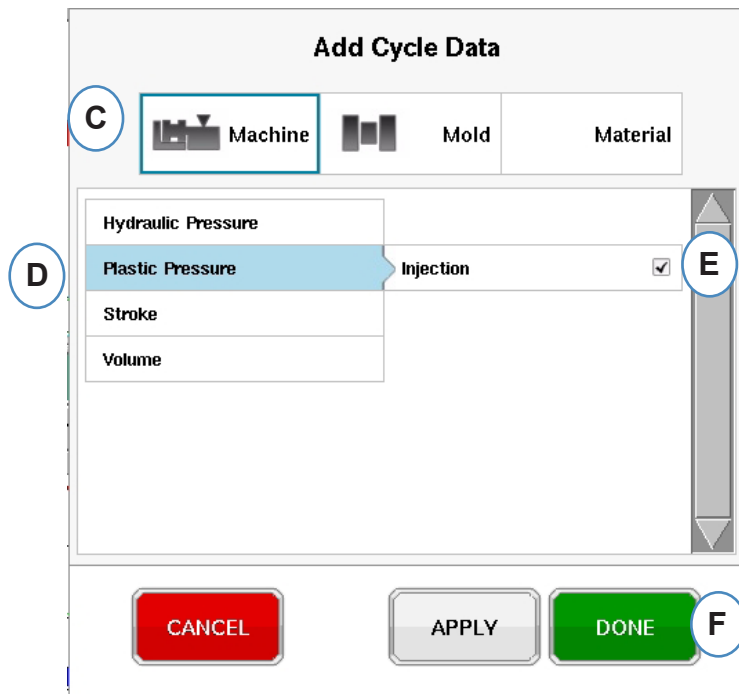 Add Cycle Data
C
Machine
Mold
Material
Hydraulic Pressure
D
Plastic Pressure
Injection
E
Stroke
Volume
CANCEL
APPLY
DONE
F